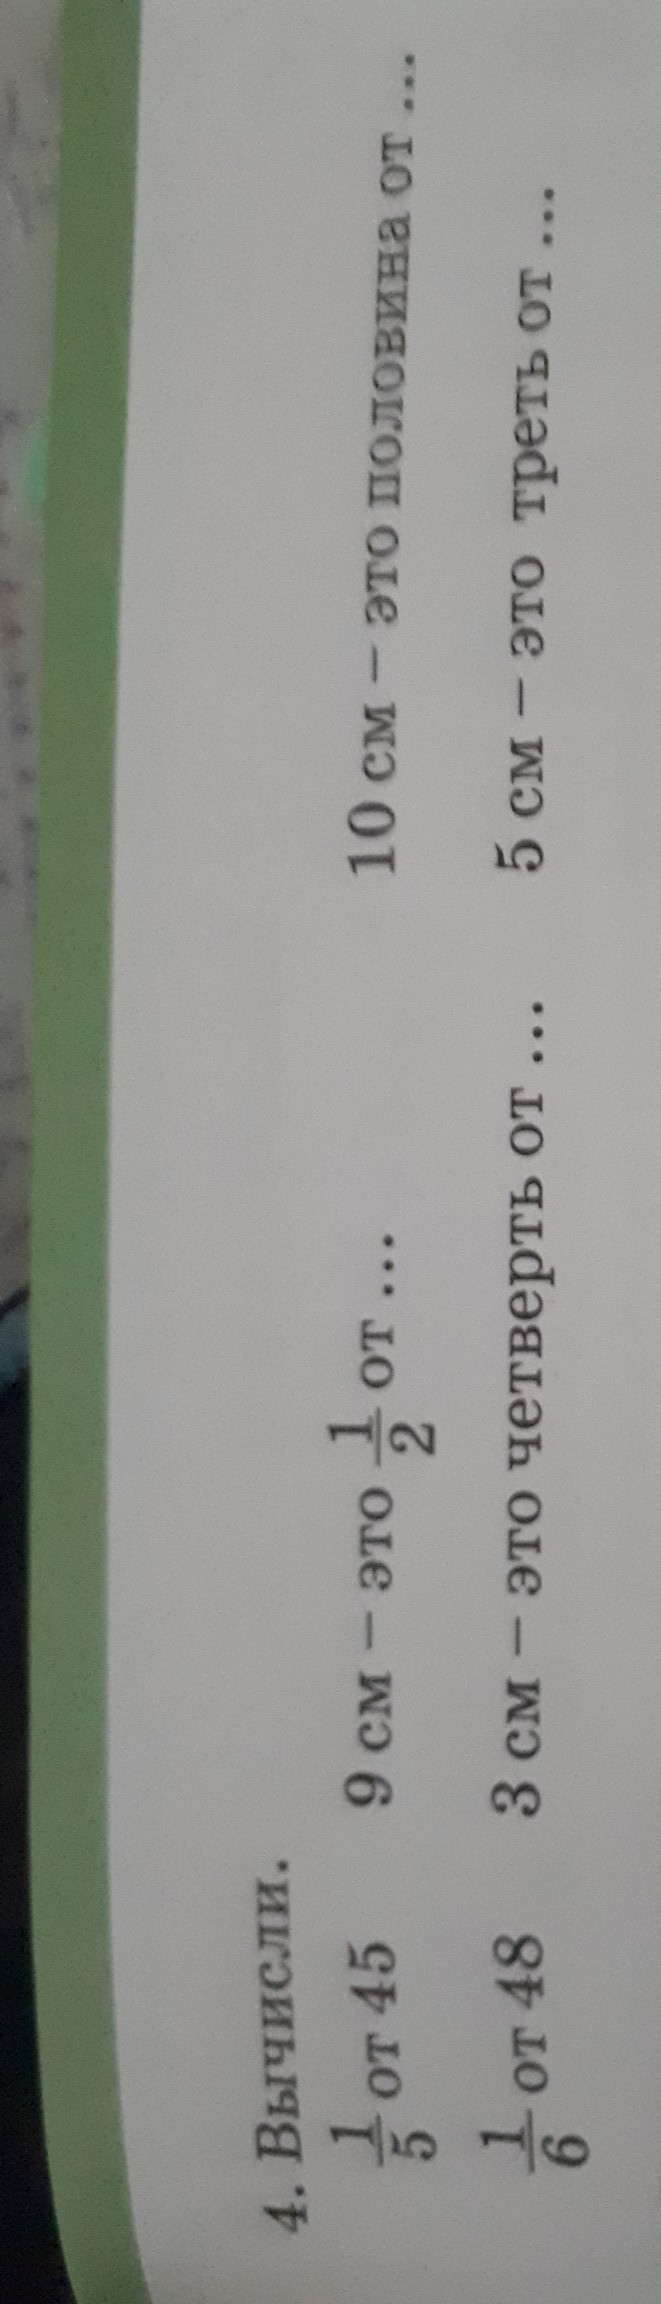 4. Вычисли.
1/5 от 45 9 см – это 1/2 от ... 10 см – это половина от ...
1/6 от 48 3 см – это четверть от ... 5 см – это треть от ...